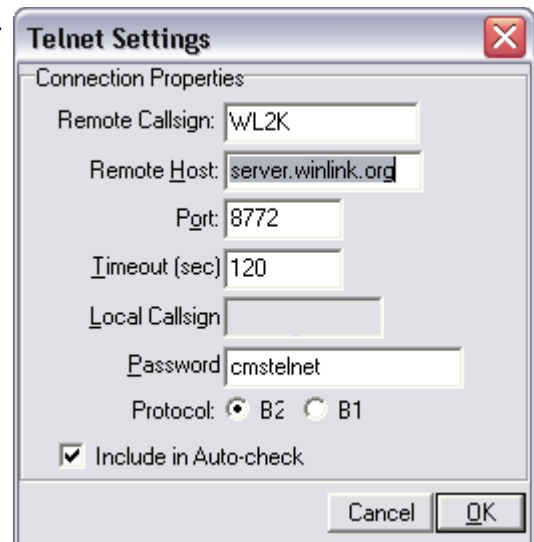 Telnet Settings
Connection Properties
Remote Callsign: WL2K
Remote Host: server.winlink.org
Port: 8772
Timeout (sec) 120
Local Callsign
Password cmstelnet
Protocol: B2 B1
Include in Auto-check
Cancel OK